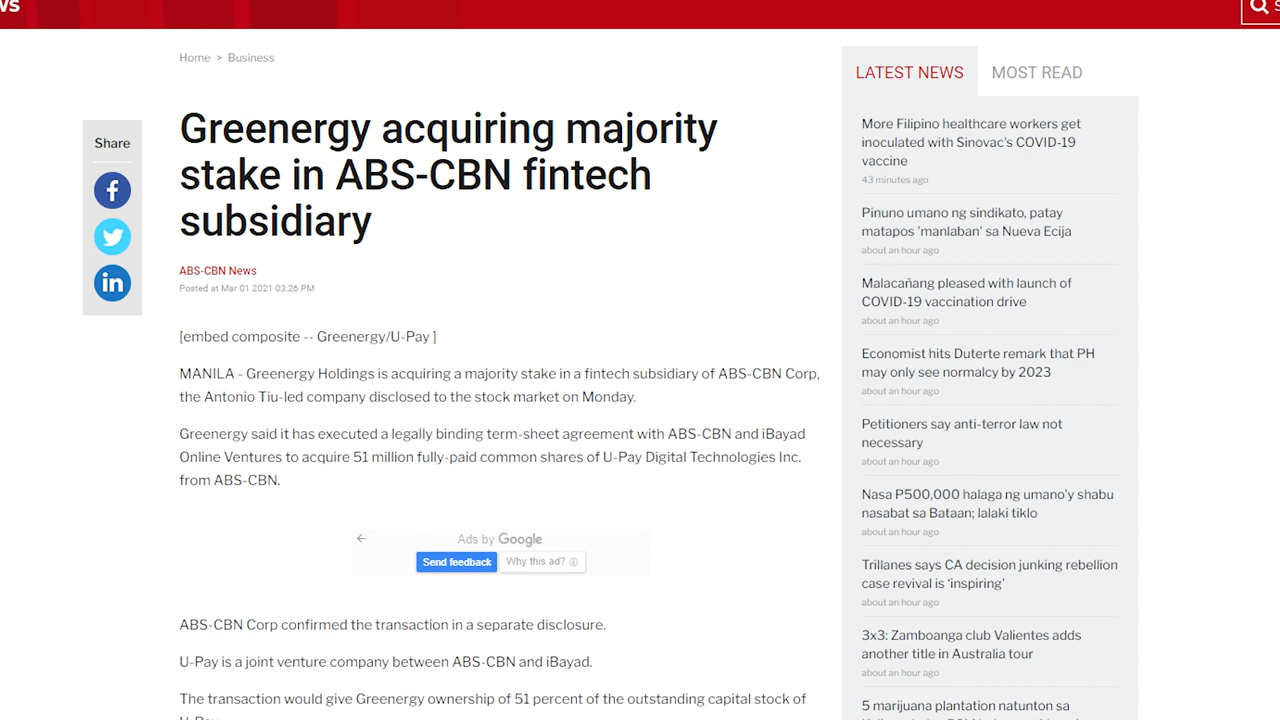 WS
S
Home > Business
Greenergy acquiring majority
stake in ABS-CBN fintech
subsidiary
Share
ABS-CBN News
Posted at Mar 01 2021 03:26 PM
[embed composite -- Greenergy/U-Pay ]
MANILA - Greenergy Holdings is acquiring a majority stake in a fintech subsidiary of ABS-CBN Corp,
the Antonio Tiu-led company disclosed to the stock market on Monday.
Greenergy said it has executed a legally binding term-sheet agreement with ABS-CBN and iBayad
Online Ventures to acquire 51 million fully-paid common shares of U-Pay Digital Technologies Inc.
from ABS-CBN.
Ads by Google
Send feedback Why this ad?
ABS-CBN Corp confirmed the transaction in a separate disclosure.
U-Pay is a joint venture company between ABS-CBN and iBayad.
The transaction would give Greenergy ownership of 51 percent of the outstanding capital stock of
U-Pay
LATEST NEWS MOST READ
More Filipino healthcare workers get
inoculated with Sinovac's COVID-19
vaccine
43 minutes ago
Pinuno umano ng sindikato, patay
matapos 'manlaban' sa Nueva Ecija
about an hour ago
Malacañang pleased with launch of
COVID-19 vaccination drive
about an hour ago
Economist hits Duterte remark that PH
may only see normalcy by 2023
about an hour ago
Petitioners say anti-terror law not
necessary
about an hour ago
Nasa P500,000 halaga ng umano'y shabu
nasabat sa Bataan; lalaki tiklo
about an hour ago
Trillanes says CA decision junking rebellion
case revival is ‘inspiring’
about an hour ago
3x3: Zamboanga club Valientes adds
another title in Australia tour
about an hour ago
5 marijuana plantation natunton sa